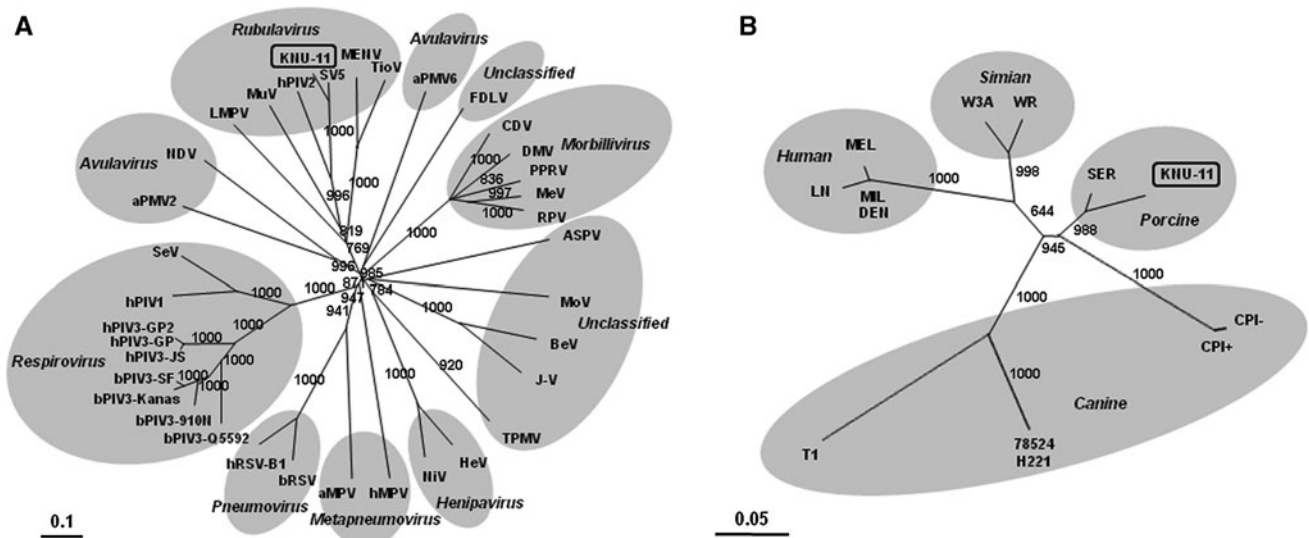 A
Rubulavirus
KNU-11
MENV
SV5
TioV
hPIV2
MuV
LMPV
Avulavirus
aPMV6
Unclassified
FDLV
CDV
DMV
PPRV
MeV
RPV
Morbillivirus
1000
836
997
1000
1000
Avulavirus
NDV
aPMV2
1000
996
1000
819
769
996
985
871
784
947
941
ASPV
MoV
Unclassified
BeV
J-V
TPMV
1000
920
SeV
hPIV1
1000
1000
1000
hPIV3-GP2
hPIV3-GP
hPIV3-JS
1000
1000
Respirovirus
bPIV3-SF
bPIV3-Kanas
bPIV3-910N
bPIV3-Q5592
1000
1000
1000
1000
hRSV-B1
bRSV
Pneumovirus
aMPV
hMPV
Metapneumovirus
NiV
HeV
Henipavirus
0.1
B
Simian
W3A
WR
998
Human
MEL
LN
MIL
DEN
1000
SER
KNU-11
Porcine
988
644
945
1000
1000
CPI-
CPI+
1000
Canine
T1
78524
H221
0.05